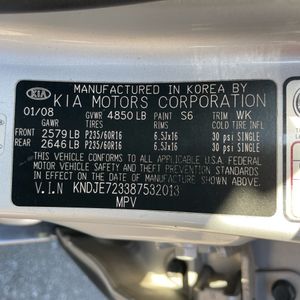 MANUFACTURED IN KOREA BY
KIA KIA MOTORS CORPORATION
01/08 GVWR 4850 LB PAINT S6 TRIM WK
GAWR TIRES RIMS COLD TIRE INFL
FRONT 2579 LB P235/60R16 6.5Jx16 30 psi SINGLE
REAR 2646 LB P235/60R16 6.5Jx16 30 psi SINGLE
THIS VEHICLE CONFORMS TO ALL APPLICABLE
FEDERAL MOTOR VEHICLE SAFETY AND
THEFT PREVENTION STANDARDS IN
EFFECT ON THE DATE OF MANUFACTURE
SHOWN ABOVE.
V.I.N KNDJE723387532013
MPV